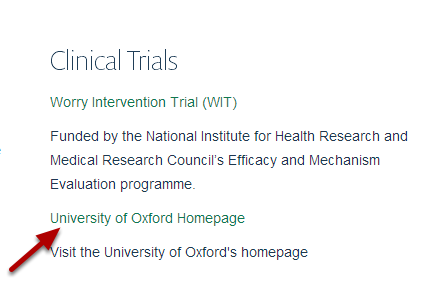 Clinical Trials
Worry Intervention Trial (WIT)
Funded by the National Institute for Health Research and
Medical Research Council’s Efficacy and Mechanism
Evaluation programme.
University of Oxford Homepage
Visit the University of Oxford's homepage